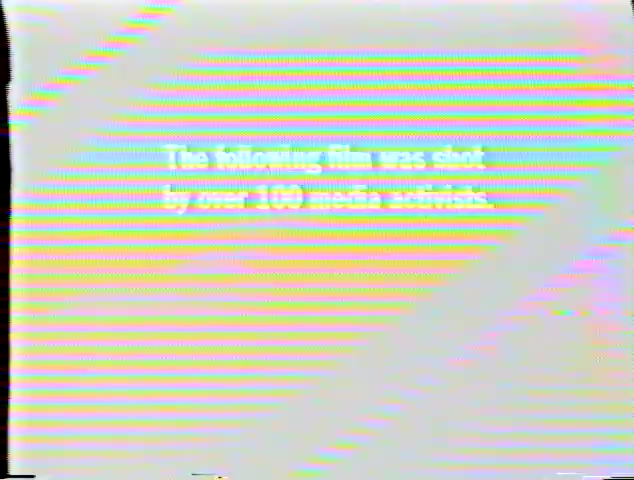 The following film was shot
by over 100 media activists.